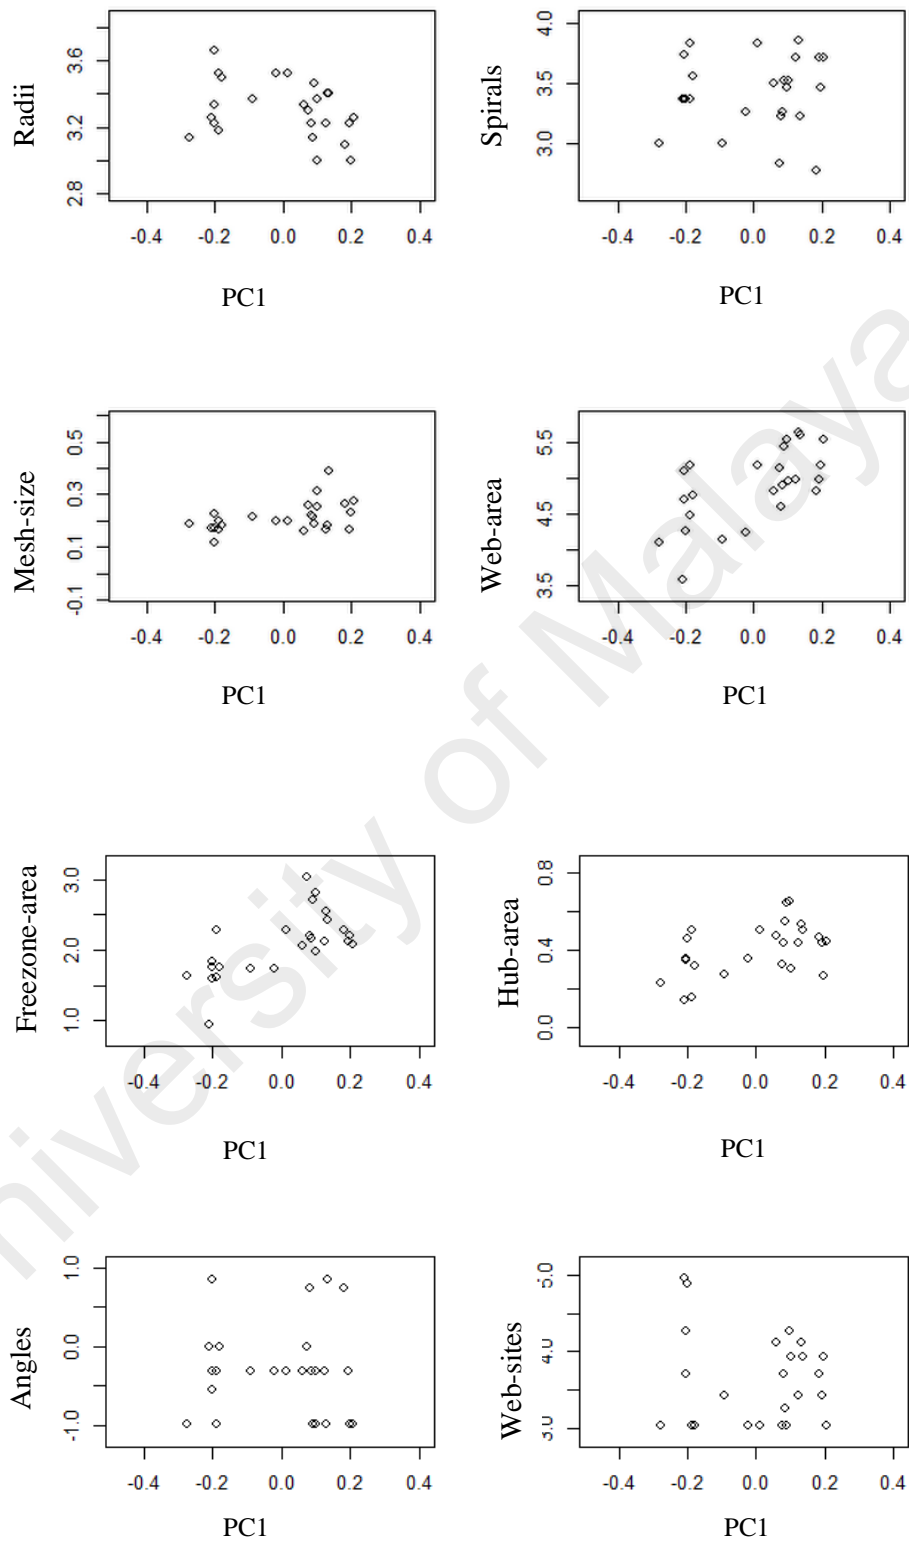 Radii
3.6
3.2
2.8
-0.4 -0.2 0.0 0.2 0.4
PC1
Spirals
4.0
3.5
3.0
-0.4 -0.2 0.0 0.2 0.4
PC1
Mesh-size
0.5
0.3
0.1
-0.1
-0.4 -0.2 0.0 0.2 0.4
PC1
Web-area
5.5
4.5
3.5
-0.4 -0.2 0.0 0.2 0.4
PC1
Freezone-area
3.0
2.0
1.0
-0.4 -0.2 0.0 0.2 0.4
PC1
Hub-area
0.8
0.4
0.0
-0.4 -0.2 0.0 0.2 0.4
PC1
Angles
1.0
0.0
-1.0
-0.4 -0.2 0.0 0.2 0.4
PC1
Web-sites
5.0
4.0
3.0
-0.4 -0.2 0.0 0.2 0.4
PC1
niversity of Malaya